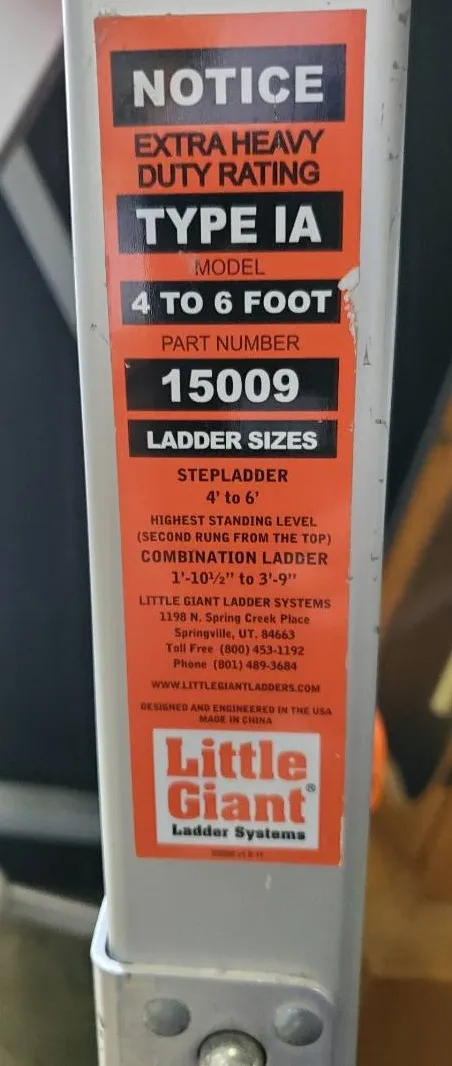 NOTICE
EXTRA HEAVY
DUTY RATING
TYPE IA
MODEL
4 TO 6 FOOT
PART NUMBER
15009
LADDER SIZES
STEPLADDER
4' to 6'
HIGHEST STANDING LEVEL
(SECOND RUNG FROM THE TOP)
COMBINATION LADDER
1'-10½" to 3'-9"
LITTLE GIANT LADDER SYSTEMS
1198 N. Spring Creek Place
Springville, UT. 84663
Toll Free (800) 453-1192
Phone (801) 489-3684
WWW.LITTLEGIANTLADDERS.COM
DESIGNED AND ENGINEERED IN THE USA
MADE IN CHINA
Little
Giant®
Ladder Systems